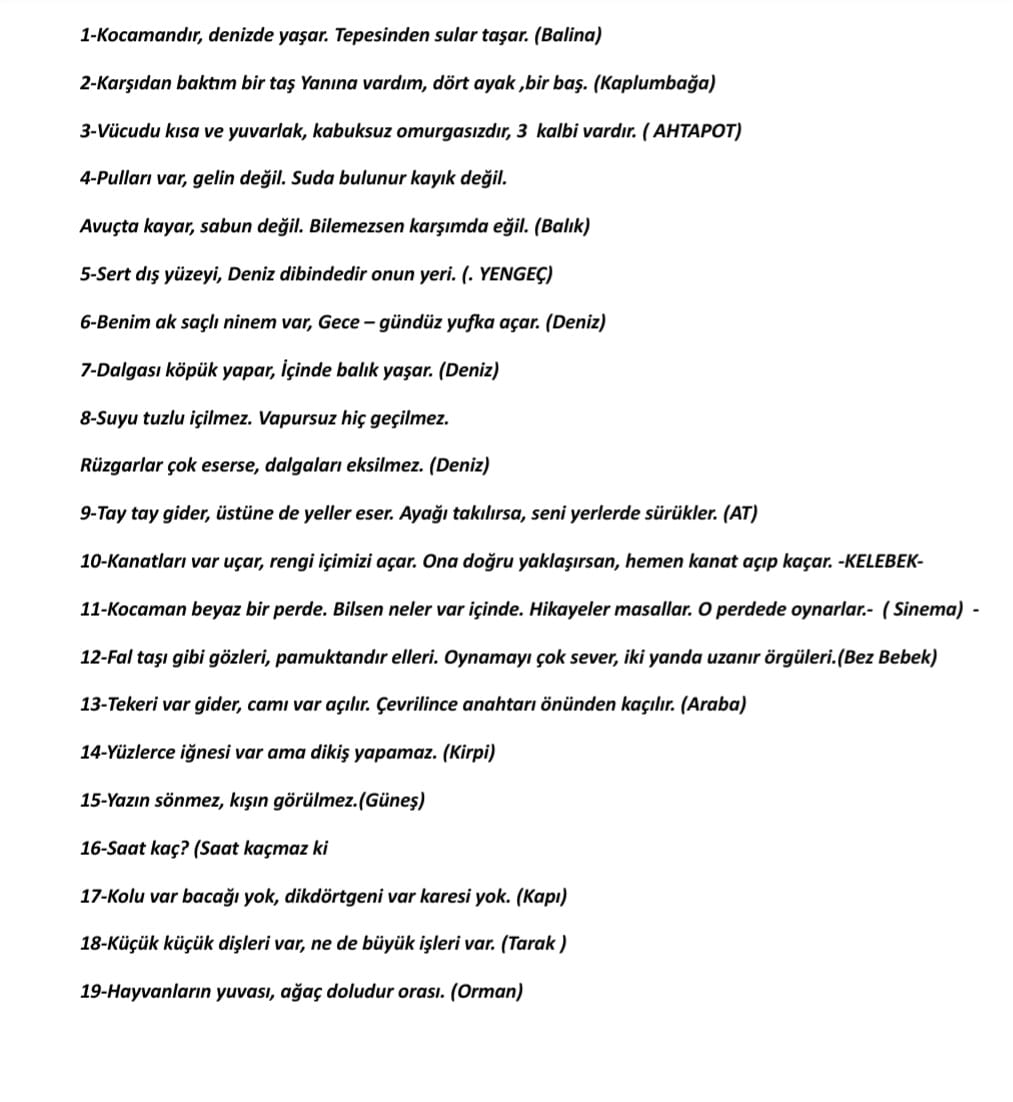 1-Kocamandır, denizde yaşar. Tepesinden sular taşar. (Balina)
2-Karşıdan baktım bir taş Yanına vardım, dört ayak ,bir baş. (Kaplumbağa)
3-Vücudu kısa ve yuvarlak, kabuksuz omurgasızdır, 3 kalbi vardır. ( AHTAPOT)
4-Pulları var, gelin değil. Suda bulunur kayık değil.
Avuçta kayar, sabun değil. Bilemezsen karşımda eğil. (Balık)
5-Sert dış yüzeyi, Deniz dibindedir onun yeri. (. YENGEÇ)
6-Benim ak saçlı ninem var, Gece – gündüz yufka açar. (Deniz)
7-Dalgası köpük yapar, İçinde balık yaşar. (Deniz)
8-Suyu tuzlu içilmez. Vapursuz hiç geçilmez.
Rüzgarlar çok eserse, dalgaları eksilmez. (Deniz)
9-Tay tay gider, üstüne de yeller eser. Ayağı takılırsa, seni yerlerde sürükler. (AT)
10-Kanatları var uçar, rengi içimizi açar. Ona doğru yaklaşırsan, hemen kanat açıp kaçar. -KELEBEK-
11-Kocaman beyaz bir perde. Bilsen neler var içinde. Hikayeler masallar. O perdede oynarlar.- ( Sinema) -
12-Fal taşı gibi gözleri, pamuktandır elleri. Oynamayı çok sever, iki yanda uzanır örgüleri.(Bez Bebek)
13-Tekeri var gider, camı var açılır. Çevrilince anahtarı önünden kaçılır. (Araba)
14-Yüzlerce iğnesi var ama dikiş yapamaz. (Kirpi)
15-Yazın sönmez, kışın görülmez.(Güneş)
16-Saat kaç? (Saat kaçmaz ki
17-Kolu var bacağı yok, dikdörtgeni var karesi yok. (Kapı)
18-Küçük küçük dişleri var, ne de büyük işleri var. (Tarak )
19-Hayvanların yuvası, ağaç doludur orası. (Orman)